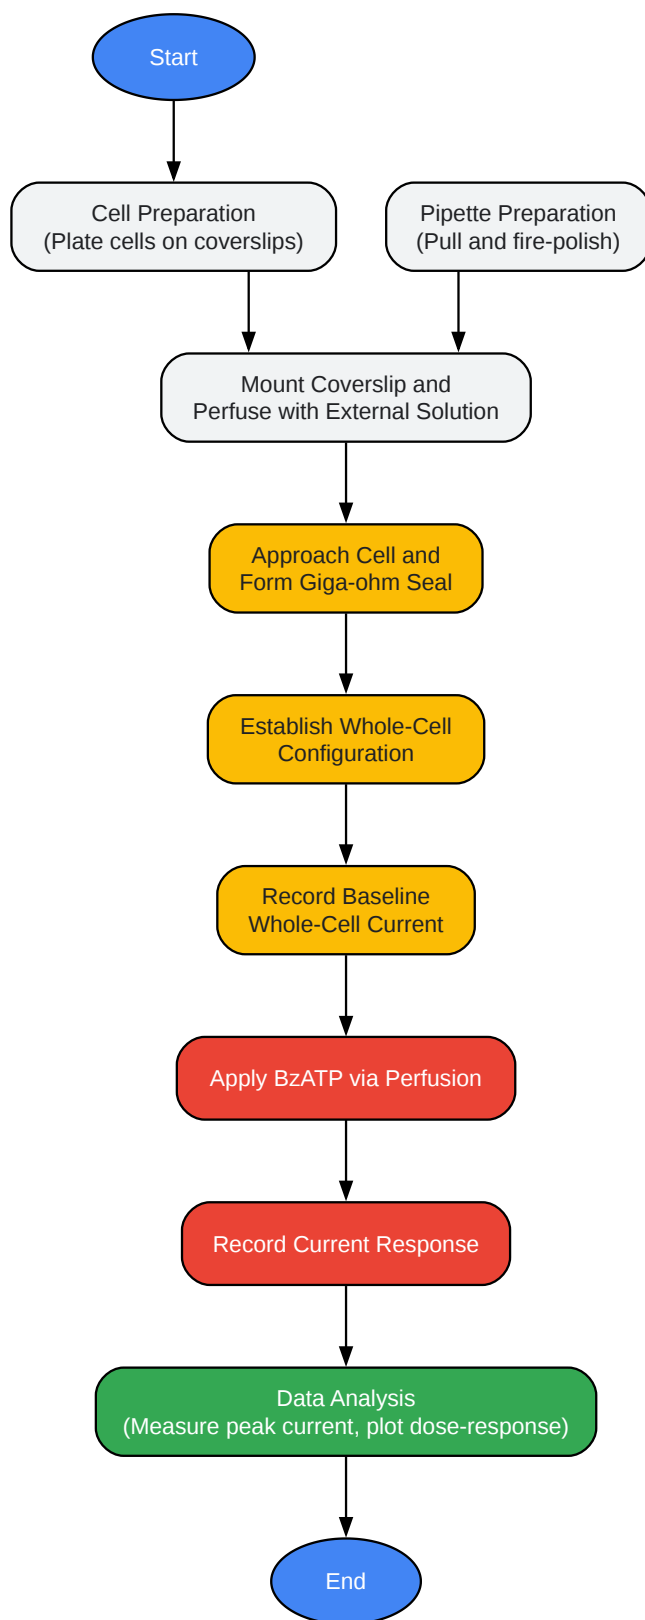 Start
Cell Preparation
(Plate cells on coverslips)
Pipette Preparation
(Pull and fire-polish)
Mount Coverslip and
Perfuse with External Solution
Approach Cell and
Form Giga-ohm Seal
Establish Whole-Cell
Configuration
Record Baseline
Whole-Cell Current
Apply BzATP via Perfusion
Record Current Response
Data Analysis
(Measure peak current, plot dose-response)
End